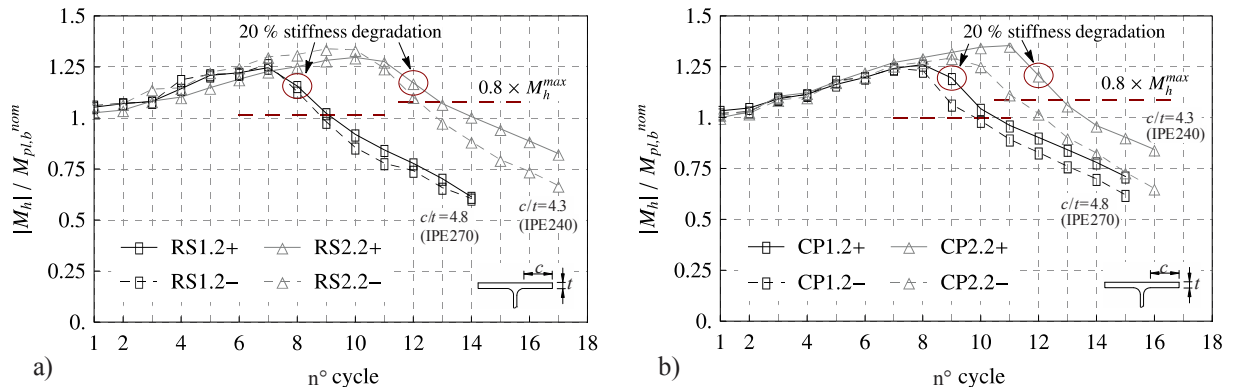 1.5
1.25
1
0.75
0.5
0.25
0.
|M_h| / M_{pl,b}^{nom}
20 % stiffness degradation
0.8 × M_h^{max}
c/t=4.8
(IPE270)
c/t=4.3
(IPE240)
RS1.2+
RS2.2+
RS1.2−
RS2.2−
c
t
1 2 4 6 8 10 12 14 16 18
n° cycle
a)
1.5
1.25
1
0.75
0.5
0.25
0.
|M_h| / M_{pl,b}^{nom}
20 % stiffness degradation
0.8 × M_h^{max}
c/t=4.3
(IPE240)
c/t=4.8
(IPE270)
CP1.2+
CP2.2+
CP1.2−
CP2.2−
c
t
1 2 4 6 8 10 12 14 16 18
n° cycle
b)